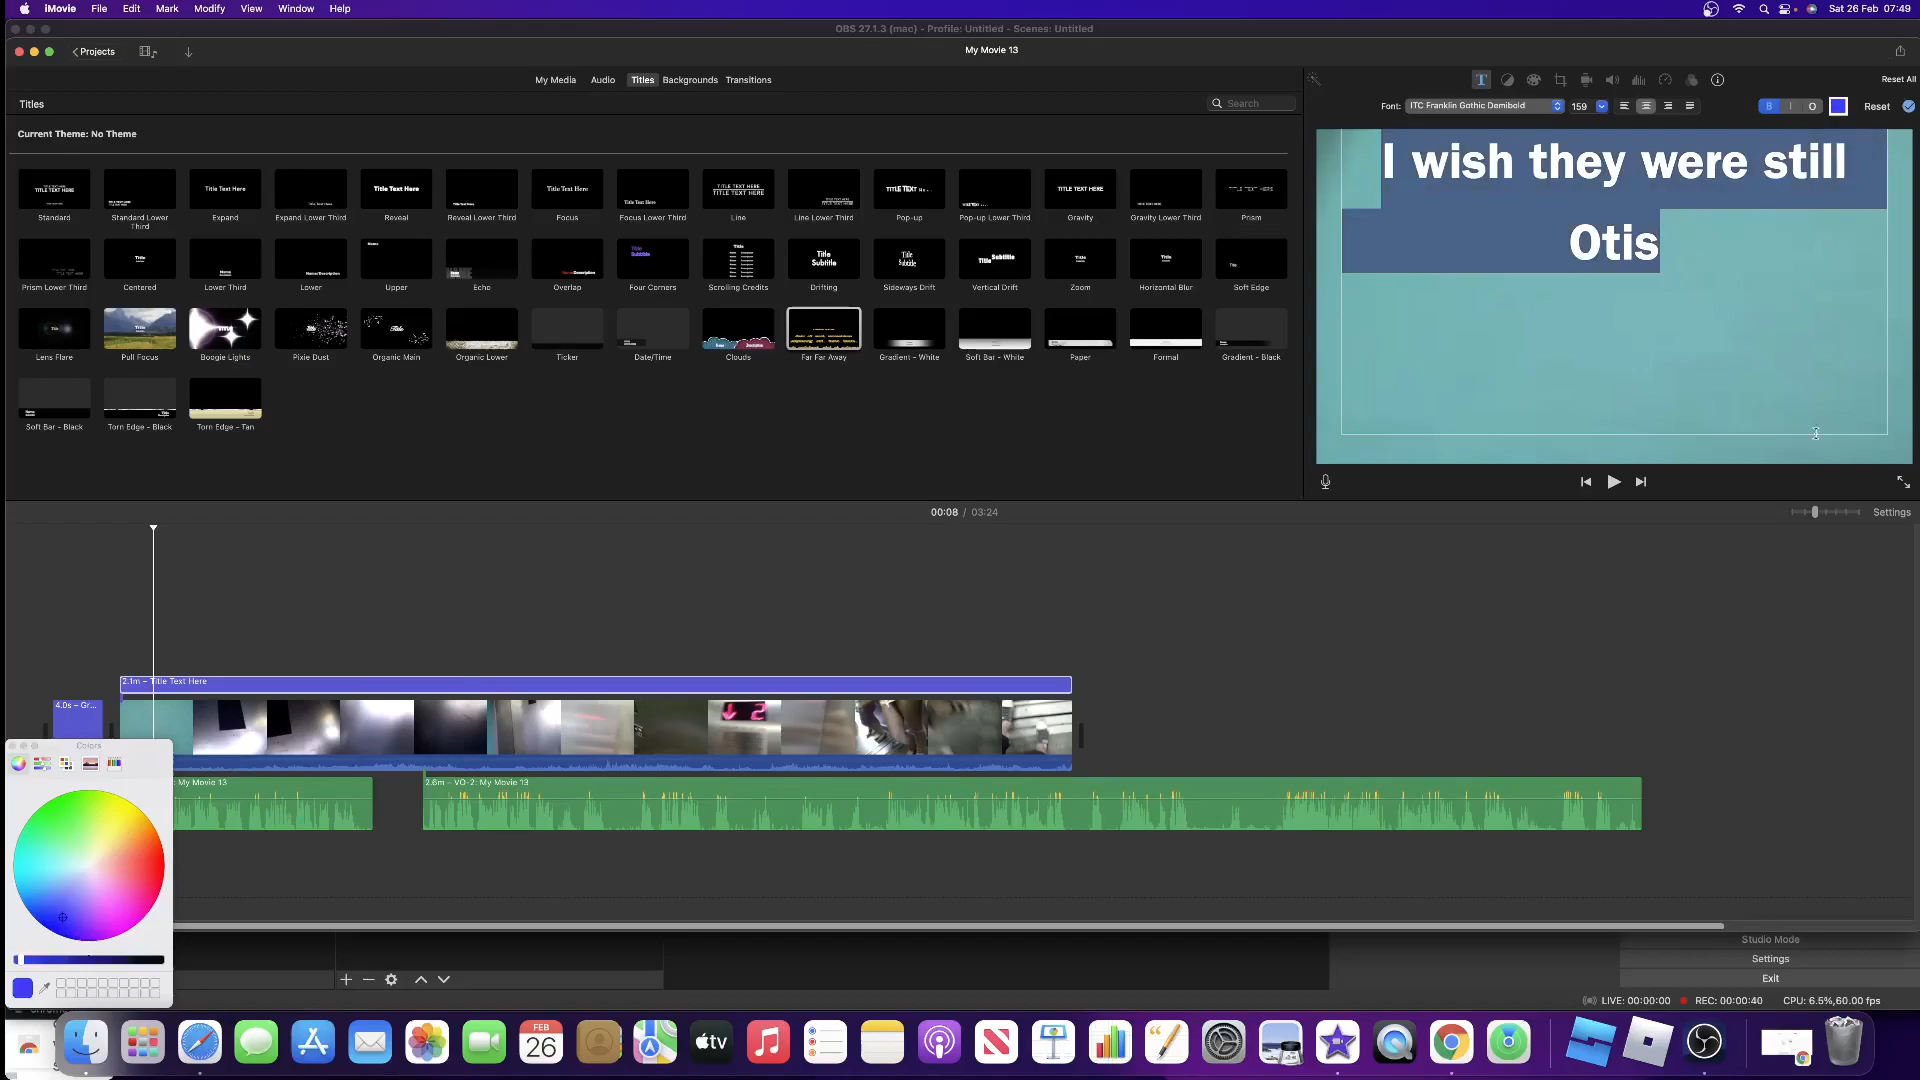 iMovie File Edit Mark Modify View Window Help
Sat 26 Feb 07:49
OBS 27.1.3 (mac) - Profile: Untitled - Scenes: Untitled
Projects
My Movie 13
My Media Audio Titles Backgrounds Transitions
Reset All
Titles
Search
Font: ITC Franklin Gothic Demibold 159 B I O Reset
Current Theme: No Theme
Standard Standard Lower Third Expand Expand Lower Third Reveal Reveal Lower Third Focus Focus Lower Third Line Line Lower Third Pop-up Pop-up Lower Third Gravity Gravity Lower Third Prism
Prism Lower Third Centered Lower Third Lower Upper Echo Overlap Four Corners Scrolling Credits Drifting Sideways Drift Vertical Drift Zoom Horizontal Blur Soft Edge
Lens Flare Pull Focus Boogie Lights Pixie Dust Organic Main Organic Lower Ticker Date/Time Clouds Far Far Away Gradient - White Soft Bar - White Paper Formal Gradient - Black
Soft Bar - Black Torn Edge - Black Torn Edge - Tan
I wish they were still
Otis
00:08 / 03:24
Settings
2.1m – Title Text Here
4.0s – Gr...
2
Colors
: My Movie 13
2.6m – VO-2: My Movie 13
Studio Mode
Settings
Exit
LIVE: 00:00:00 REC: 00:00:40 CPU: 6.5%,60.00 fps
FEB
26
tv